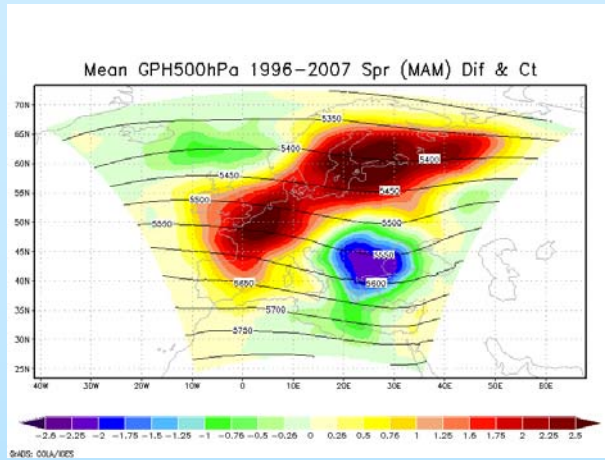 Mean GPH500hPa 1996-2007 Spr (MAM) Dif & Ct
70N
65N
60N
55N
50N
45N
40N
35N
30N
25N
5350
5400
5400
5450
5450
5500
5500
5550
5550
5600
5650
5700
5750
40W 30W 20W 10W 0 10E 20E 30E 40E 50E 60E
-2.5 -2.25 -2 -1.75 -1.5 -1.25 -1 -0.75 -0.5 -0.25 0 0.25 0.5 0.75 1 1.25 1.5 1.75 2 2.25 2.5
GrADS: COLA/IGES